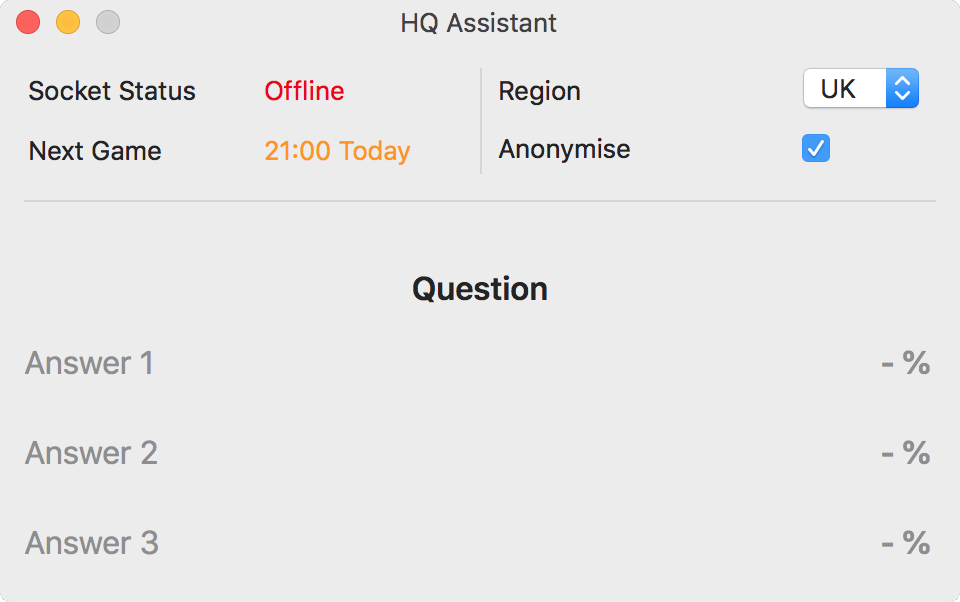 HQ Assistant
Socket Status Offline
Region UK
Next Game 21:00 Today
Anonymise
Question
Answer 1 - %
Answer 2 - %
Answer 3 - %